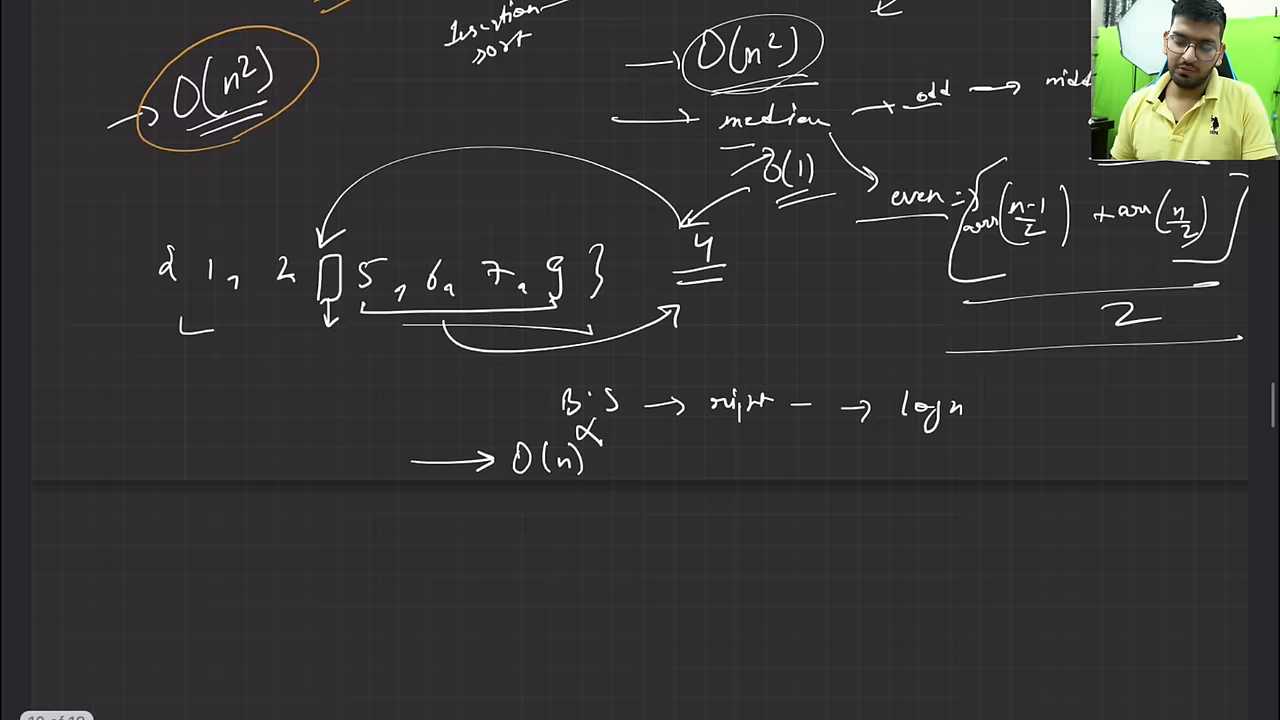 Insertion
sort
→ O(n²)
→ O(n²)
→ median → odd → midd
O(1)
even = [arr(n-1/2) + arr(n/2)]
2
{ 1, 2 5, 6, 7, 9 } 4
B.S → right — → log n
→ O(n)